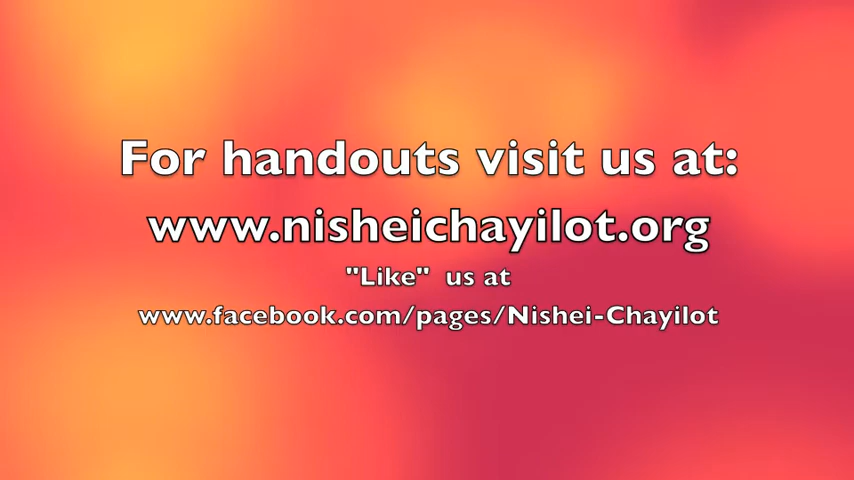 For handouts visit us at:
www.nisheichayilot.org
"Like"  us at
www.facebook.com/pages/Nishei-Chayilot